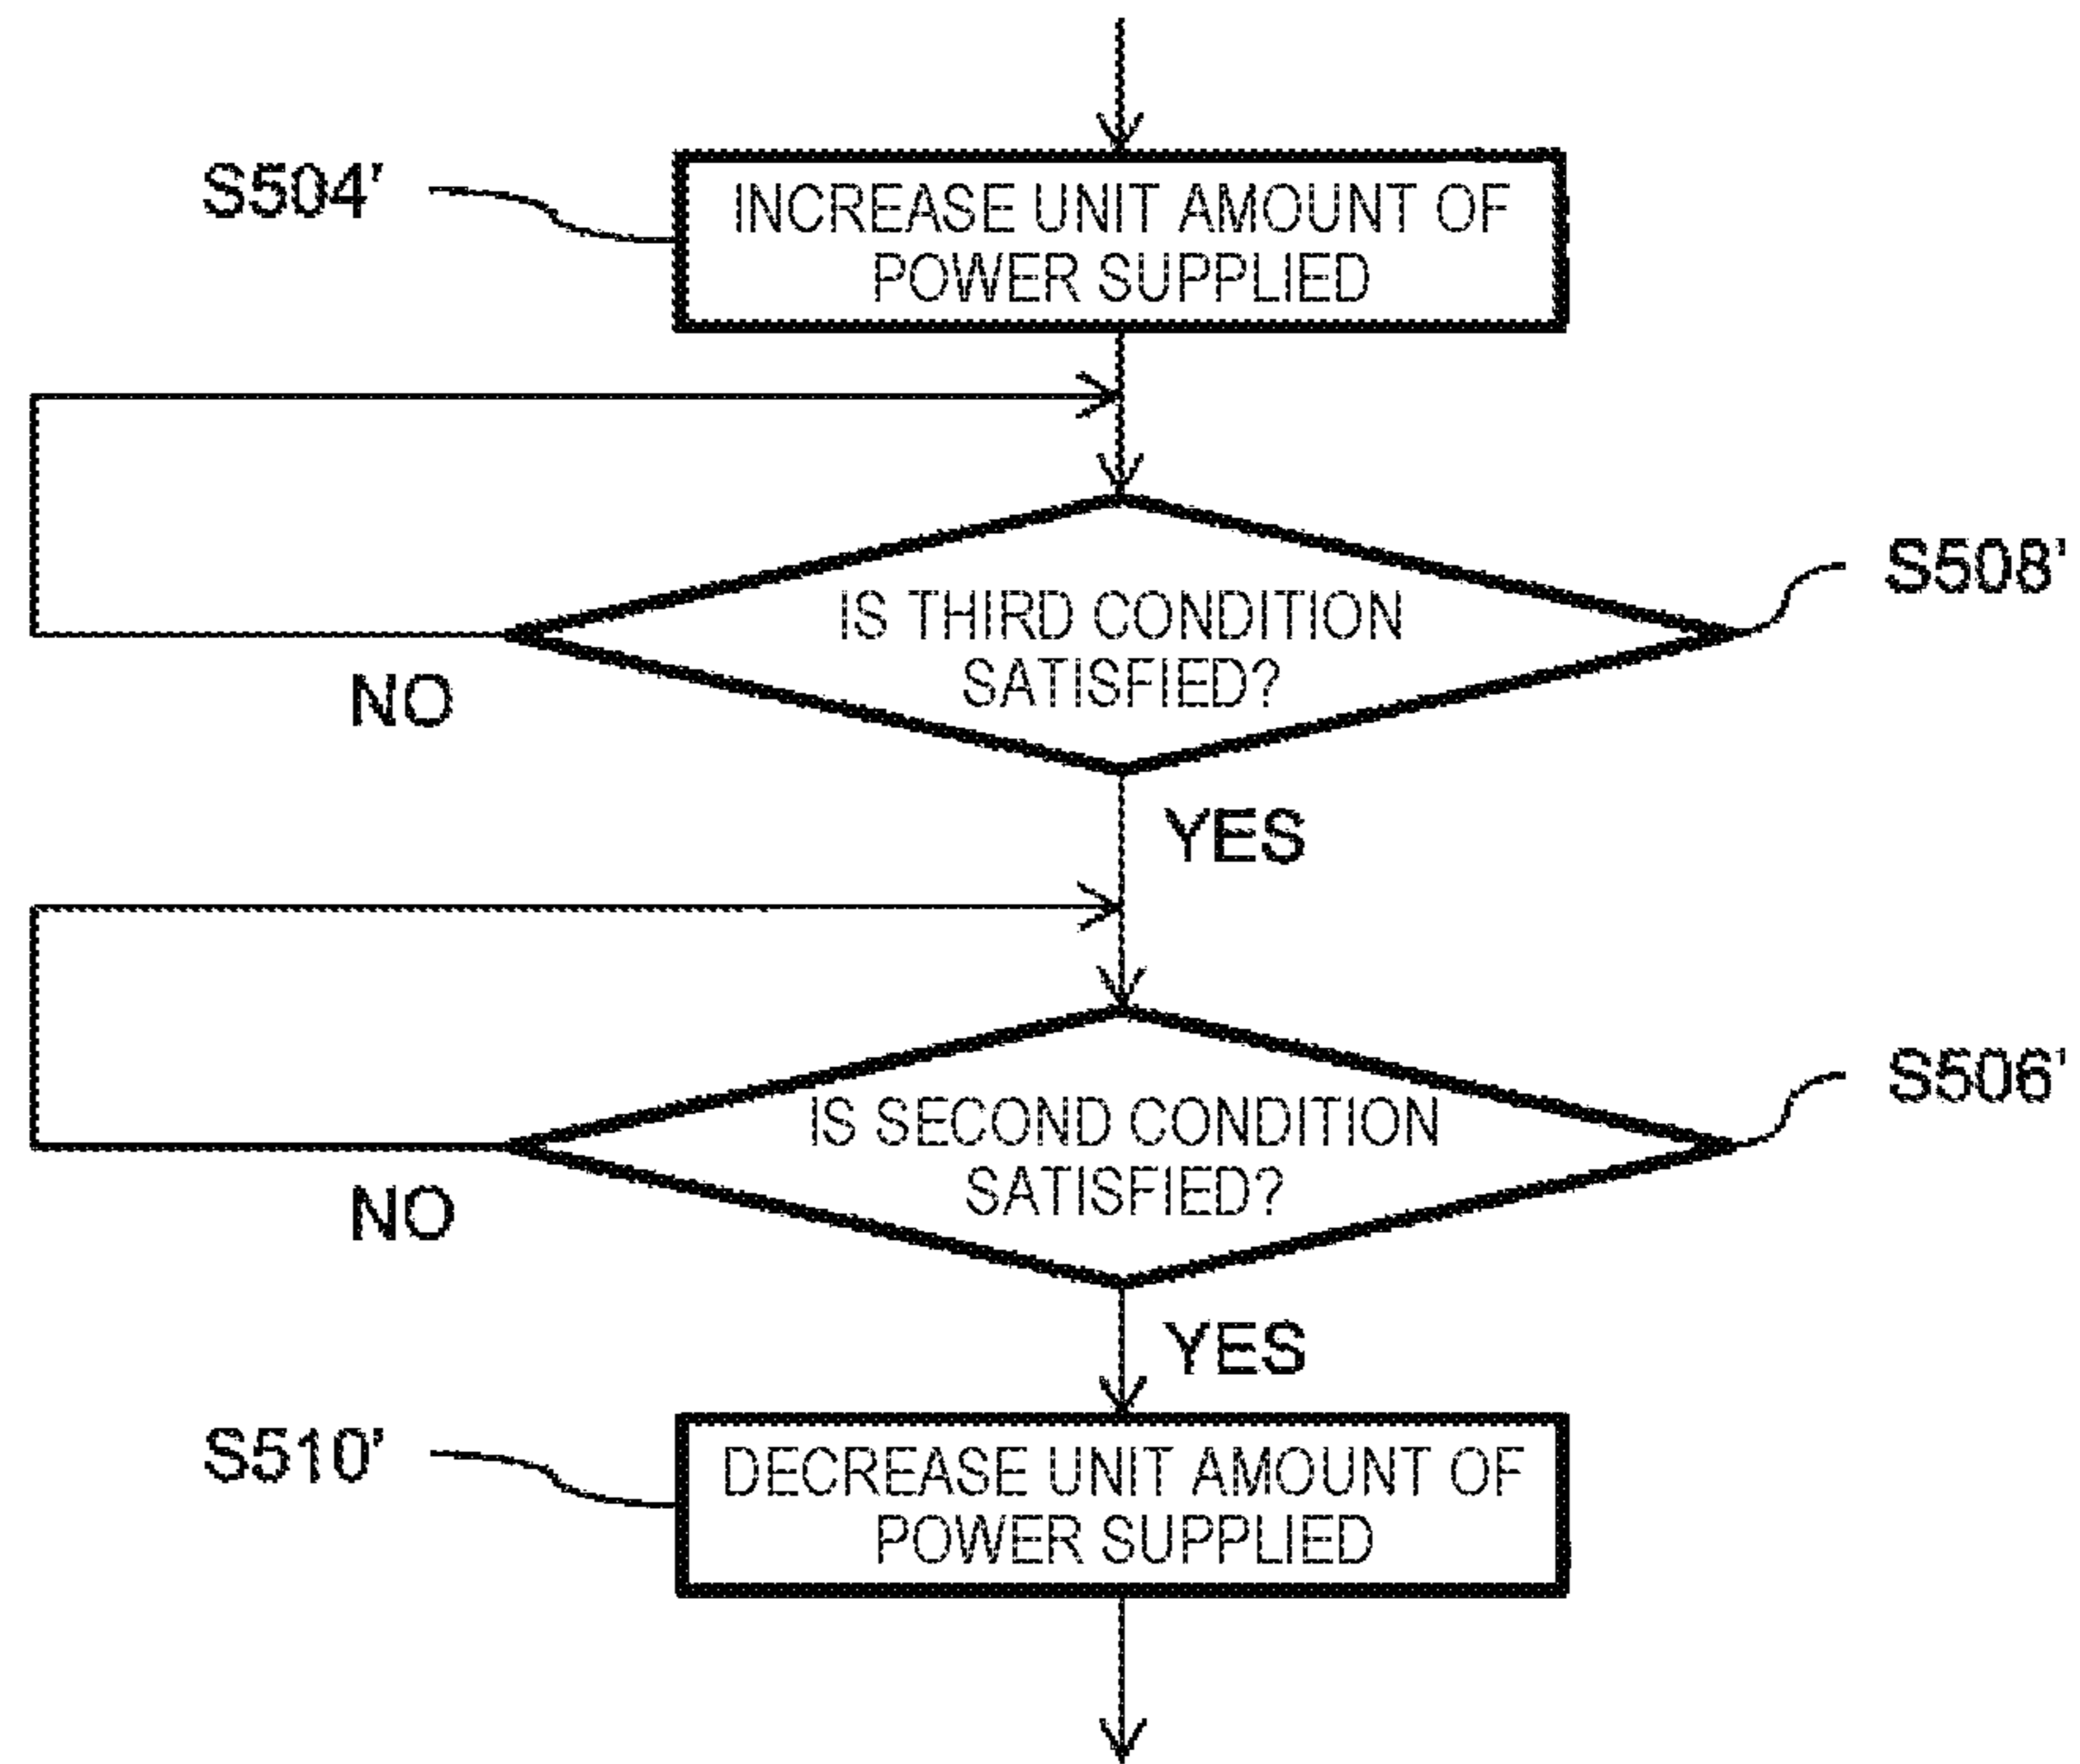 S504'
INCREASE UNIT AMOUNT OF
POWER SUPPLIED
S508'
IS THIRD CONDITION
SATISFIED?
NO
YES
S506'
IS SECOND CONDITION
SATISFIED?
NO
YES
S510'
DECREASE UNIT AMOUNT OF
POWER SUPPLIED